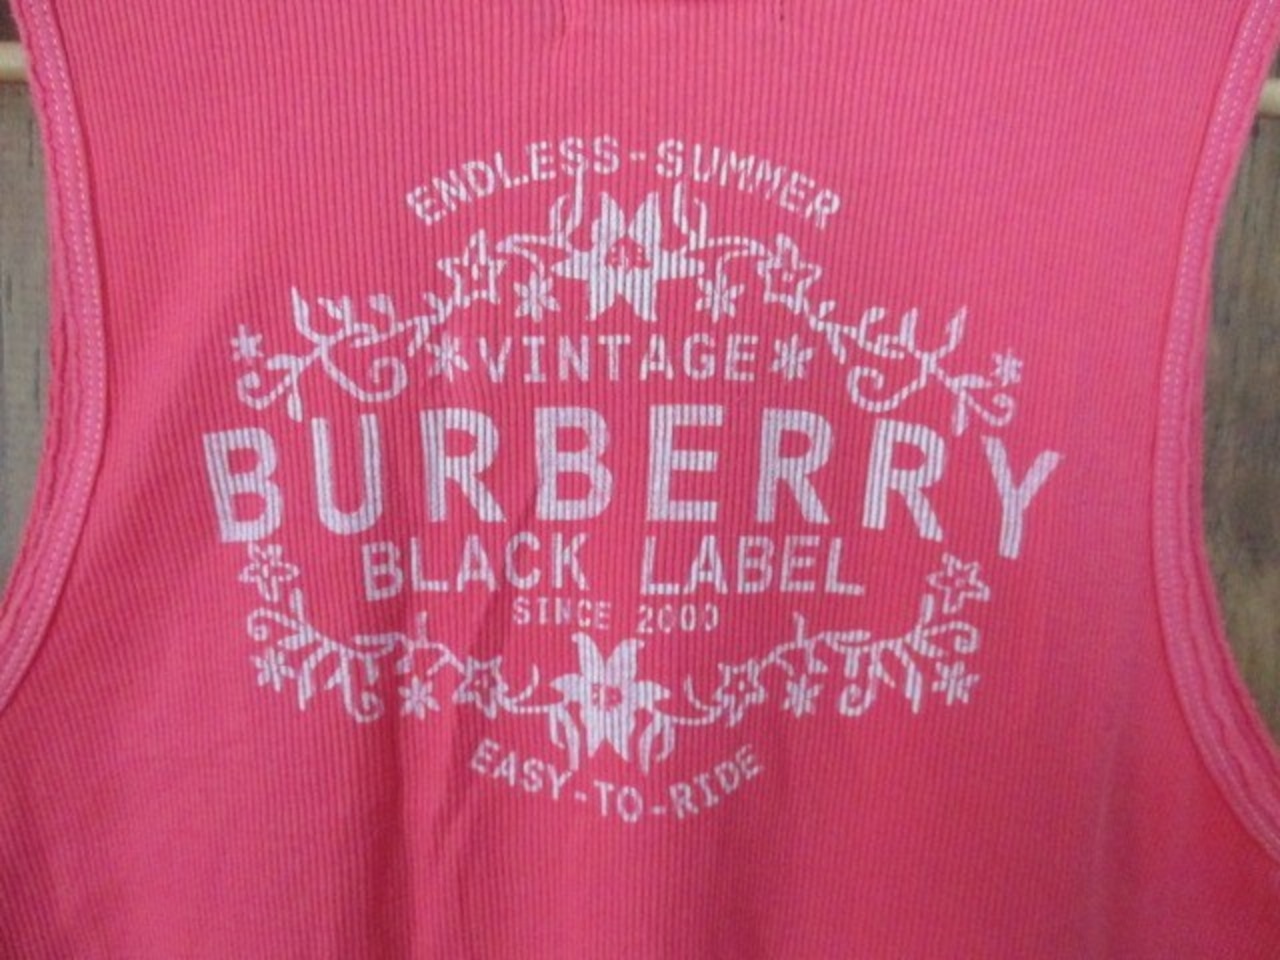 ENDLESS-SUMMER
*VINTAGE*
BURBERRY
BLACK LABEL
SINCE 2000
EASY-TO-RIDE